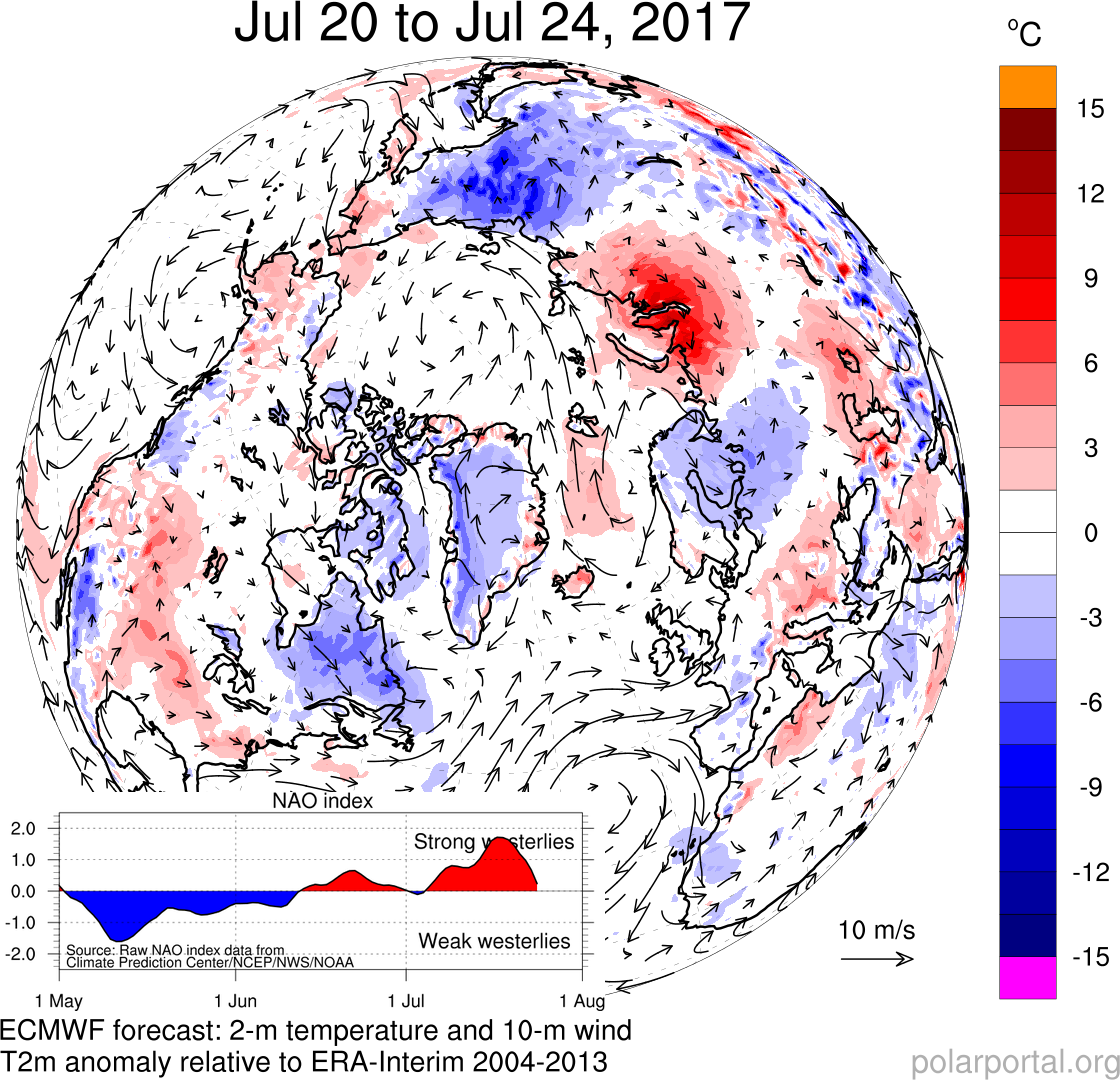 Jul 20 to Jul 24, 2017
°C
15
12
9
6
3
0
-3
-6
-9
-12
-15
10 m/s
NAO index
2.0
1.0
0.0
-1.0
-2.0
Strong westerlies
Weak westerlies
Source: Raw NAO index data from
Climate Prediction Center/NCEP/NWS/NOAA
1 May 1 Jun 1 Jul 1 Aug
ECMWF forecast: 2-m temperature and 10-m wind
T2m anomaly relative to ERA-Interim 2004-2013
polarportal.org